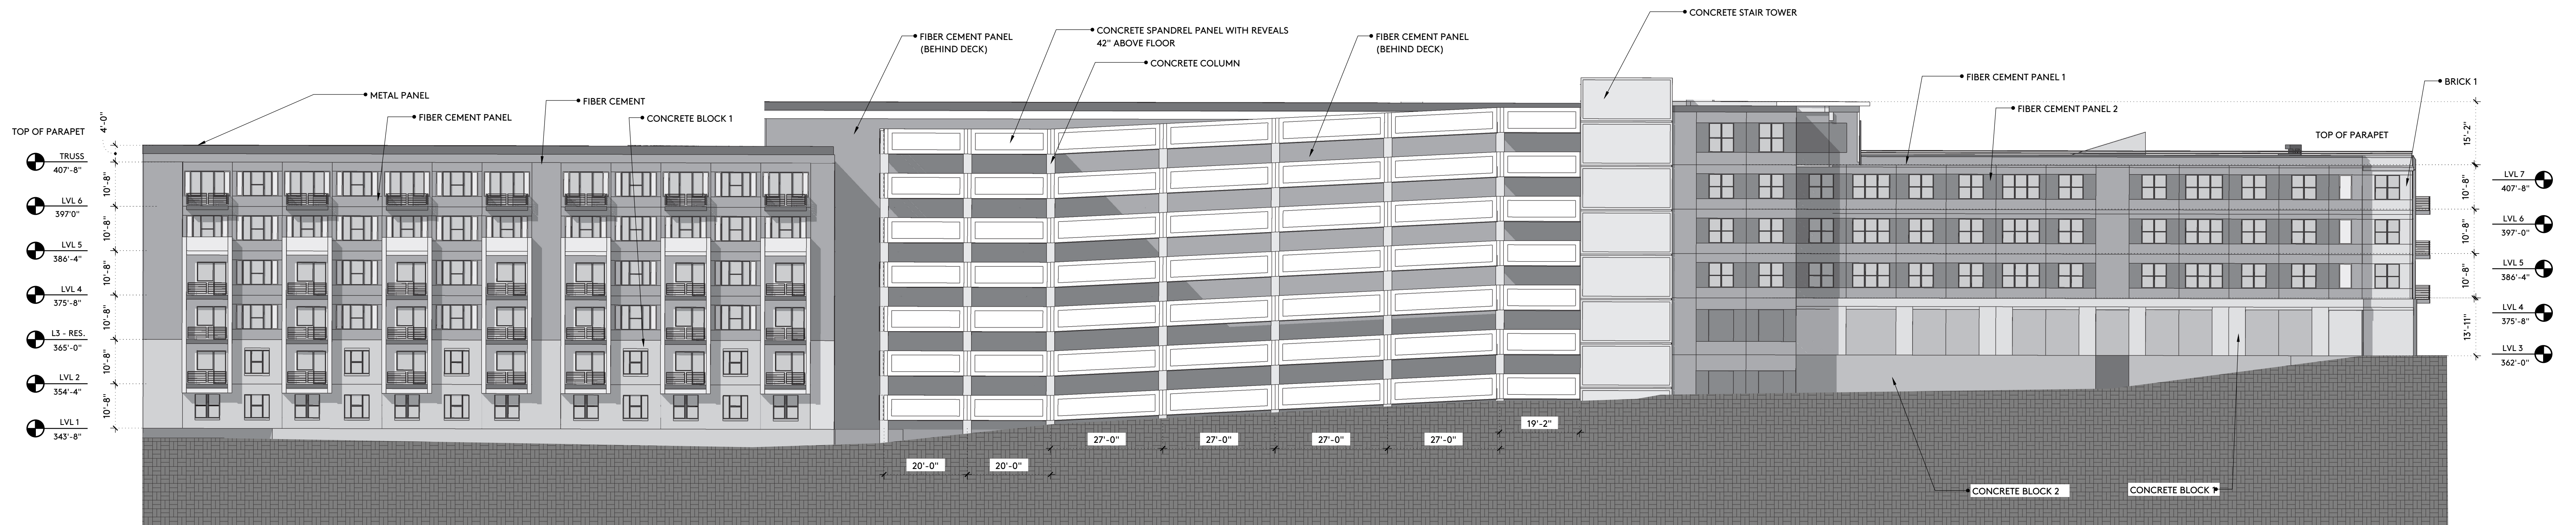 CONCRETE STAIR TOWER
CONCRETE SPANDREL PANEL WITH REVEALS
42" ABOVE FLOOR
FIBER CEMENT PANEL
(BEHIND DECK)
FIBER CEMENT PANEL
(BEHIND DECK)
CONCRETE COLUMN
METAL PANEL
FIBER CEMENT
FIBER CEMENT PANEL
CONCRETE BLOCK 1
FIBER CEMENT PANEL 1
BRICK 1
FIBER CEMENT PANEL 2
TOP OF PARAPET
4'-0"
TRUSS
407'-8"
10'-8"
LVL 6
397'0"
10'-8"
LVL 5
386'-4"
10'-8"
LVL 4
375'-8"
10'-8"
L3 - RES.
365'-0"
10'-8"
LVL 2
354'-4"
10'-8"
LVL 1
343'-8"
TOP OF PARAPET
15'-2"
LVL 7
407'-8"
10'-8"
LVL 6
397'-0"
10'-8"
LVL 5
386'-4"
10'-8"
LVL 4
375'-8"
13'-11"
LVL 3
362'-0"
19'-2"
27'-0"
27'-0"
27'-0"
27'-0"
20'-0"
20'-0"
CONCRETE BLOCK 2
CONCRETE BLOCK 1